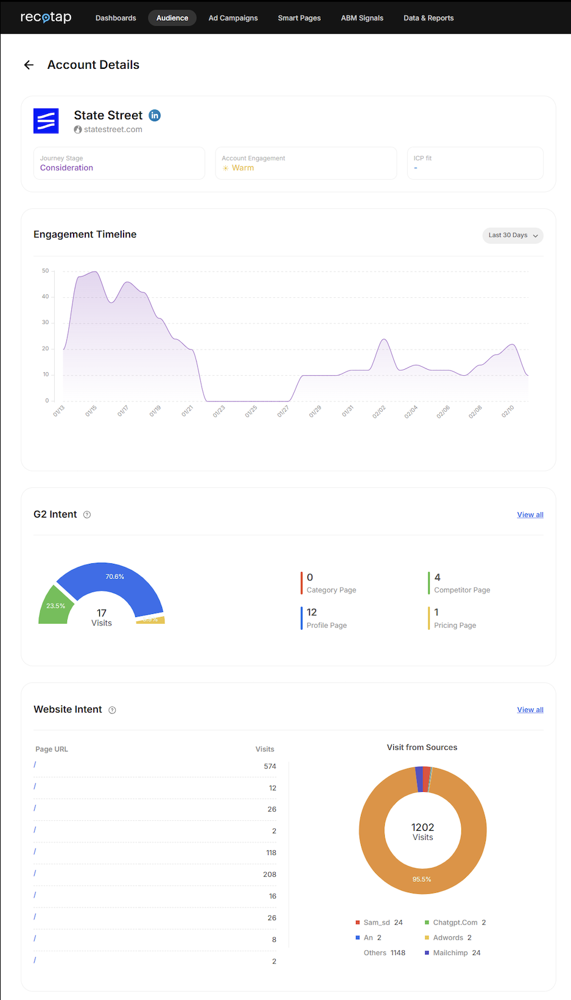 recotap Dashboards Audience Ad Campaigns Smart Pages ABM Signals Data & Reports
Account Details
State Street in
statestreet.com
Journey Stage Account Engagement ICP fit
Consideration Warm -
Engagement Timeline Last 30 Days
50
40
30
20
10
0
01/13 01/15 01/17 01/19 01/21 01/23 01/25 01/27 01/29 01/31 02/02 02/04 02/06 02/08 02/10
G2 Intent ? View all
70.6%
23.5%
17
Visits
0 4
Category Page Competitor Page
12 1
Profile Page Pricing Page
Website Intent ? View all
Page URL Visits
/ 574
/ 12
/ 26
/ 2
/ 118
/ 208
/ 16
/ 26
/ 8
/ 2
Visit from Sources
1202
Visits
95.5%
Sam_sd 24 Chatgpt.Com 2
An 2 Adwords 2
Others 1148 Mailchimp 24